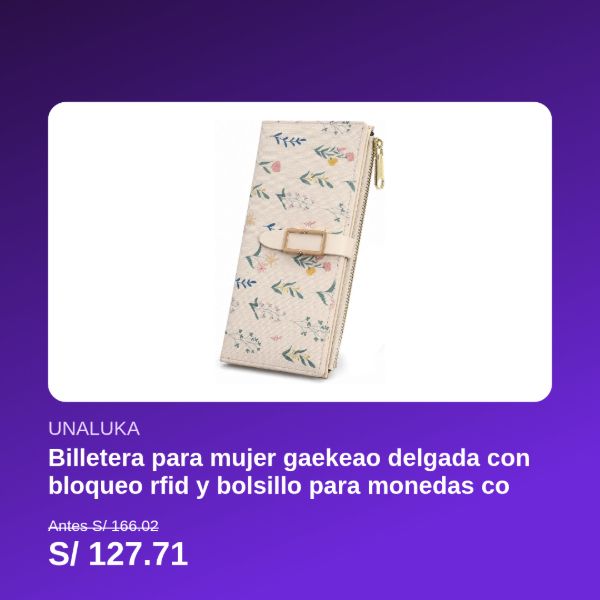 UNALUKA
Billetera para mujer gaekeao delgada con
bloqueo rfid y bolsillo para monedas co
Antes S/ 166.02
S/ 127.71